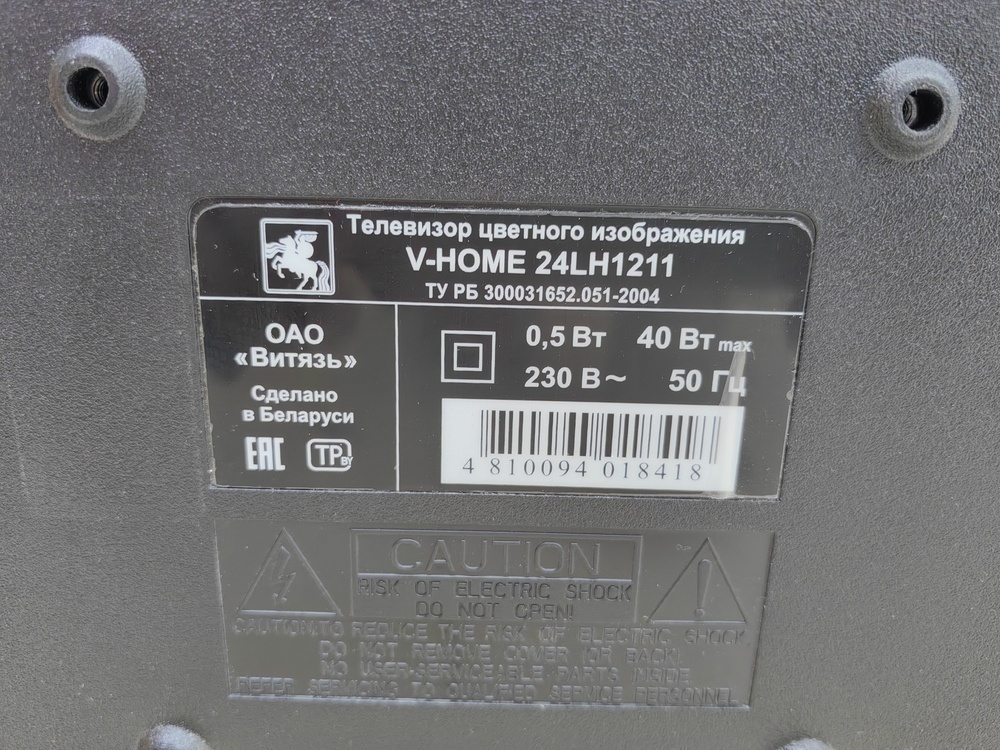 Телевизор цветного изображения
V-HOME 24LH1211
ТУ РБ 300031652.051-2004
ОАО
«Витязь»
Сделано
в Беларуси
EAC TP BY
0,5 Вт 40 Вт max
230 В~ 50 Гц
4 810094 018418
CAUTION
RISK OF ELECTRIC SHOCK
DO NOT OPEN!
CAUTION:TO REDUCE THE RISK OF ELECTRIC SHOCK
DO NOT REMOVE COVER (OR BACK).
NO USER-SERVICEABLE PARTS INSIDE
REFER SERVICING TO QUALIFIED SERVICE PERSONNEL